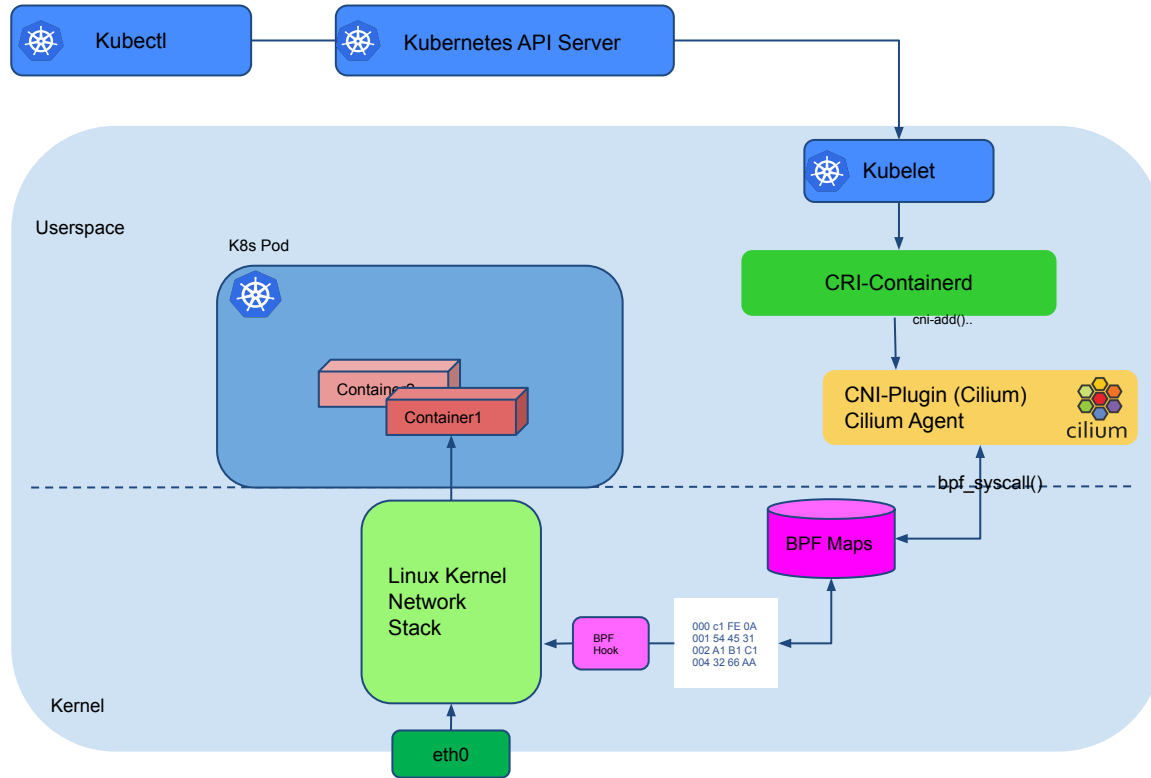 Kubectl
Kubernetes API Server
Kubelet
Userspace
K8s Pod
CRI-Containerd
cni-add()..
Container1
CNI-Plugin (Cilium)
Cilium Agent
cilium
bpf_syscall()
BPF Maps
Linux Kernel
Network
Stack
BPF
Hook
000 c1 FE 0A
001 54 45 31
002 A1 B1 C1
004 32 66 AA
Kernel
eth0